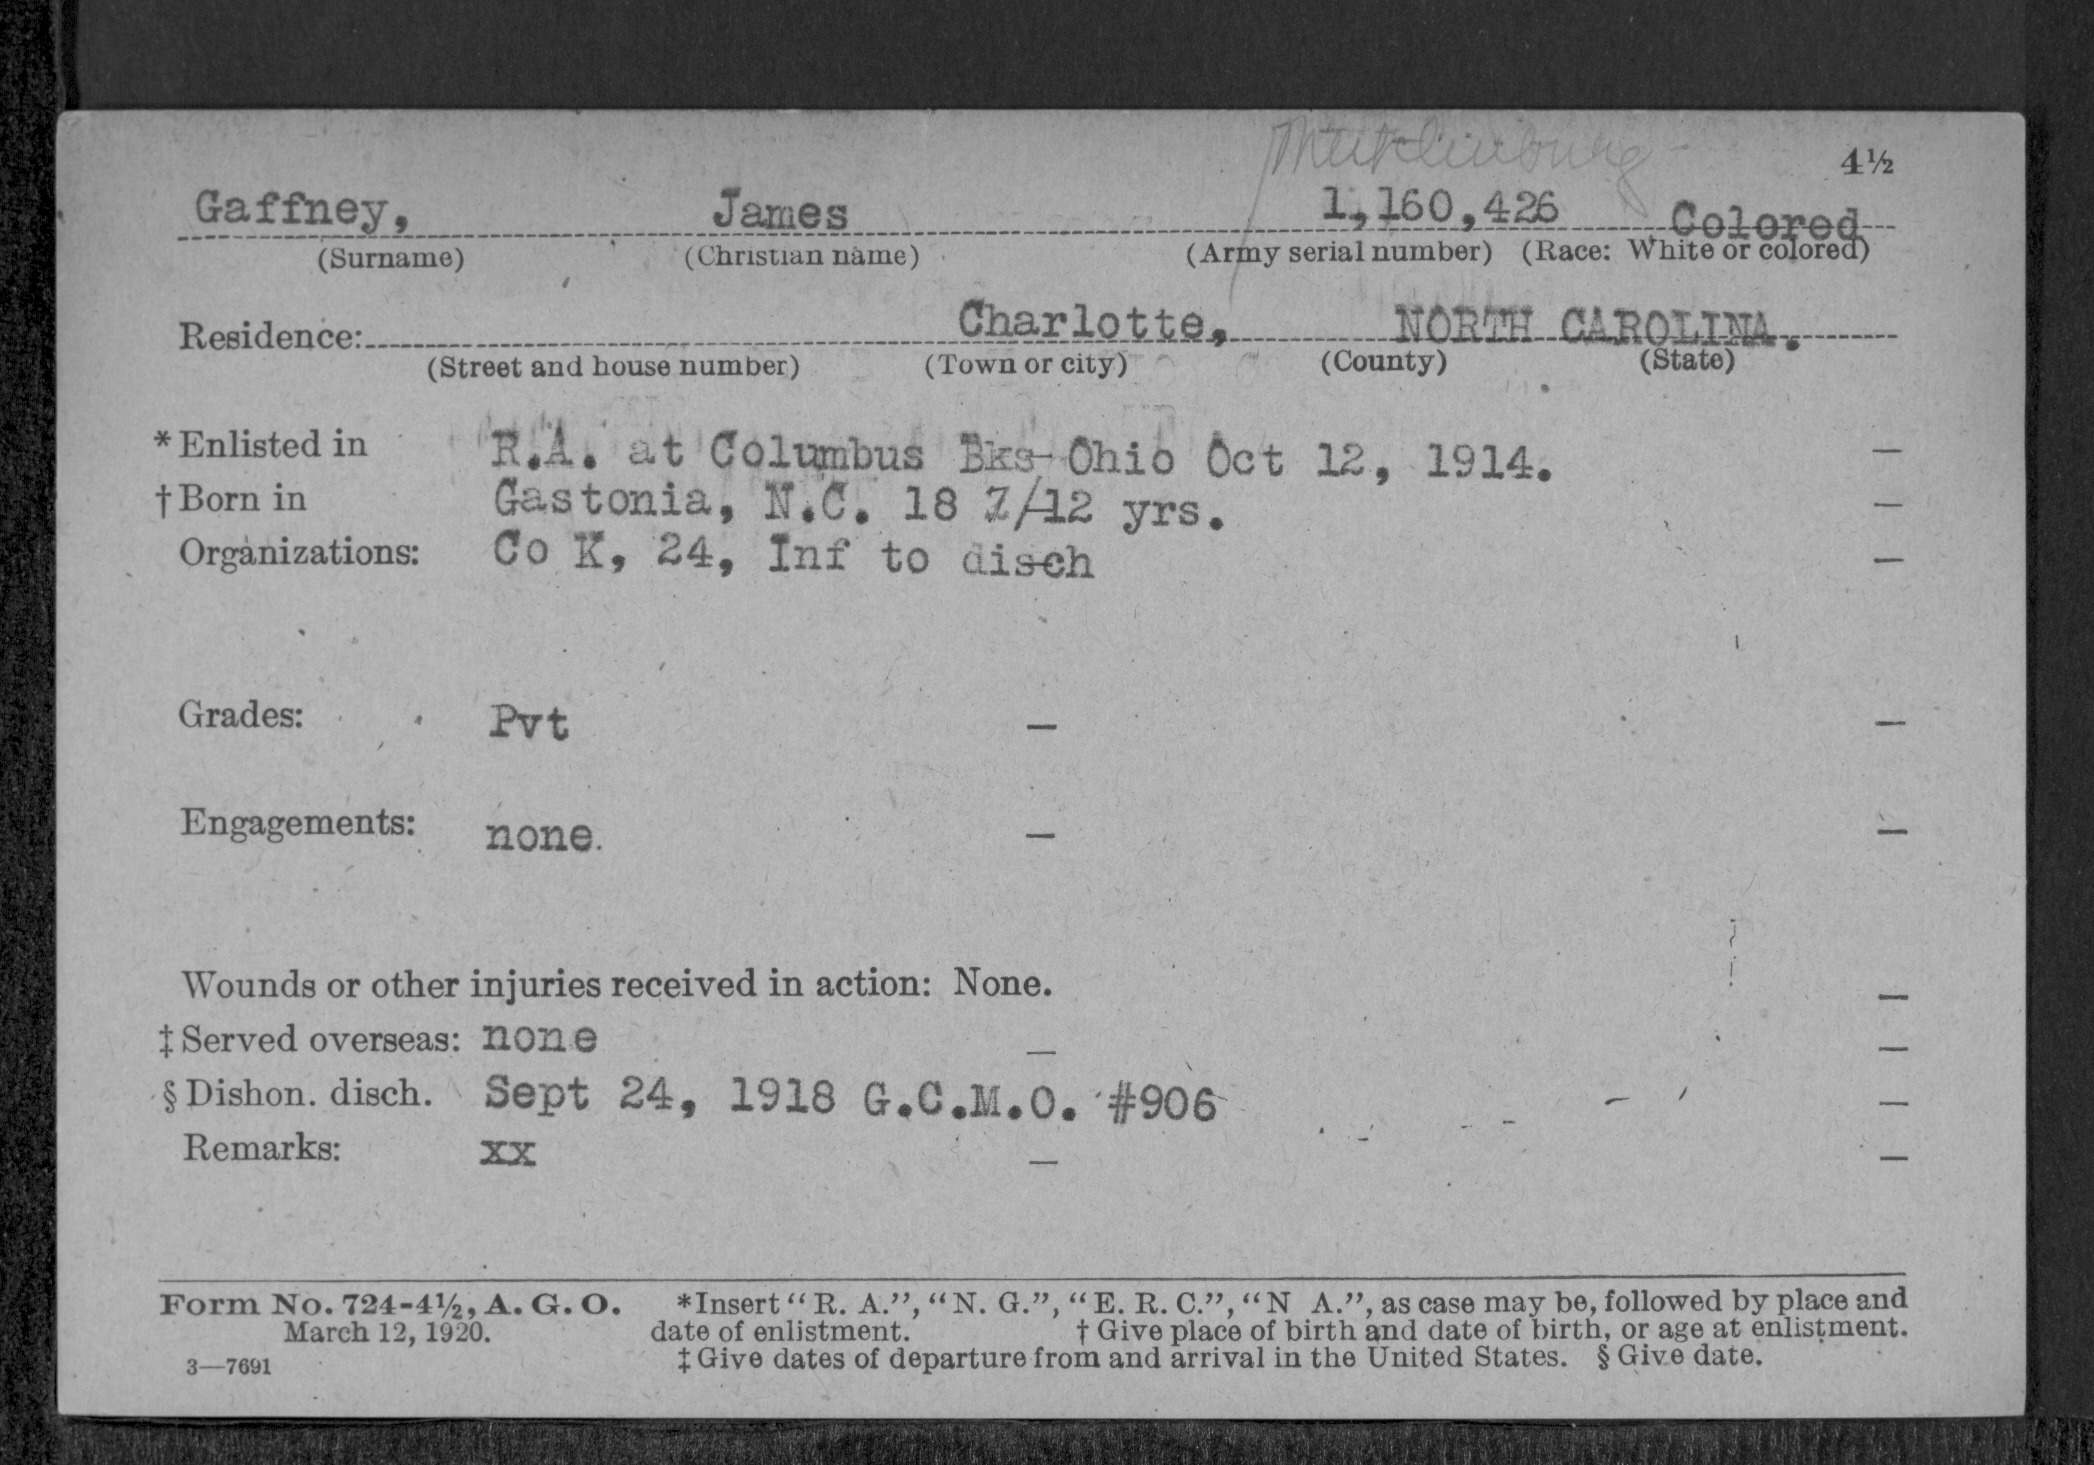 Mecklenburg
4½
Gaffney, James 1,160,426 Colored
(Surname) (Christian name) (Army serial number) (Race: White or colored)
Residence: Charlotte, NORTH CAROLINA.
(Street and house number) (Town or city) (County) (State)
*Enlisted in R.A. at Columbus Bks Ohio Oct 12, 1914. —
†Born in Gastonia, N.C. 18 7/12 yrs. —
Organizations: Co K, 24, Inf to disch —
Grades: Pvt — —
Engagements: none. — —
Wounds or other injuries received in action: None. —
‡Served overseas: none — —
§Dishon. disch. Sept 24, 1918 G.C.M.O. #906 —
Remarks: xx — —
Form No. 724-4½, A. G. O. *Insert "R. A.", "N. G.", "E. R. C.", "N A.", as case may be, followed by place and
March 12, 1920. date of enlistment. †Give place of birth and date of birth, or age at enlistment.
3—7691 ‡Give dates of departure from and arrival in the United States. §Give date.